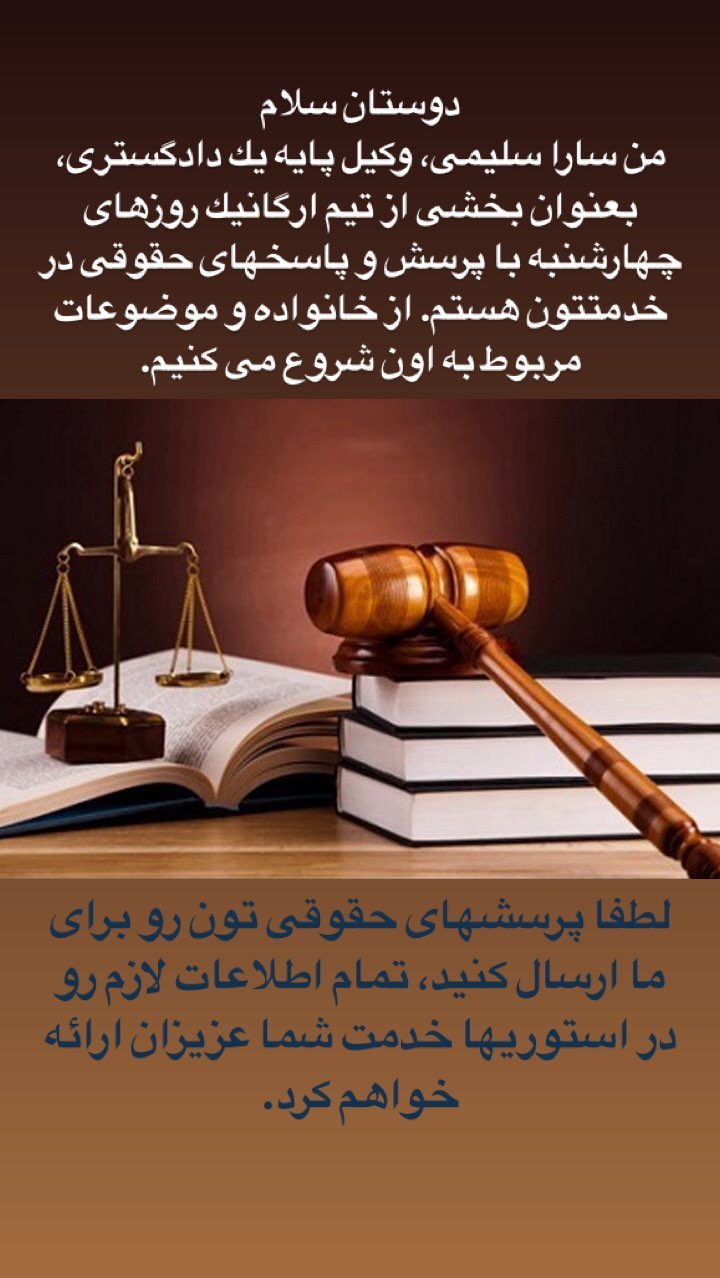 دوستان سلام
من سارا سلیمی، وکیل پایه یك دادگستری،
بعنوان بخشی از تیم ارگانیك روزهای
چهارشنبه با پرسش و پاسخهای حقوقی در
خدمتتون هستم. از خانواده و موضوعات
مربوط به اون شروع می کنیم.
لطفا پرسشهای حقوقی تون رو برای
ما ارسال کنید، تمام اطلاعات لازم رو
در استوریها خدمت شما عزیزان ارائه
خواهم کرد.